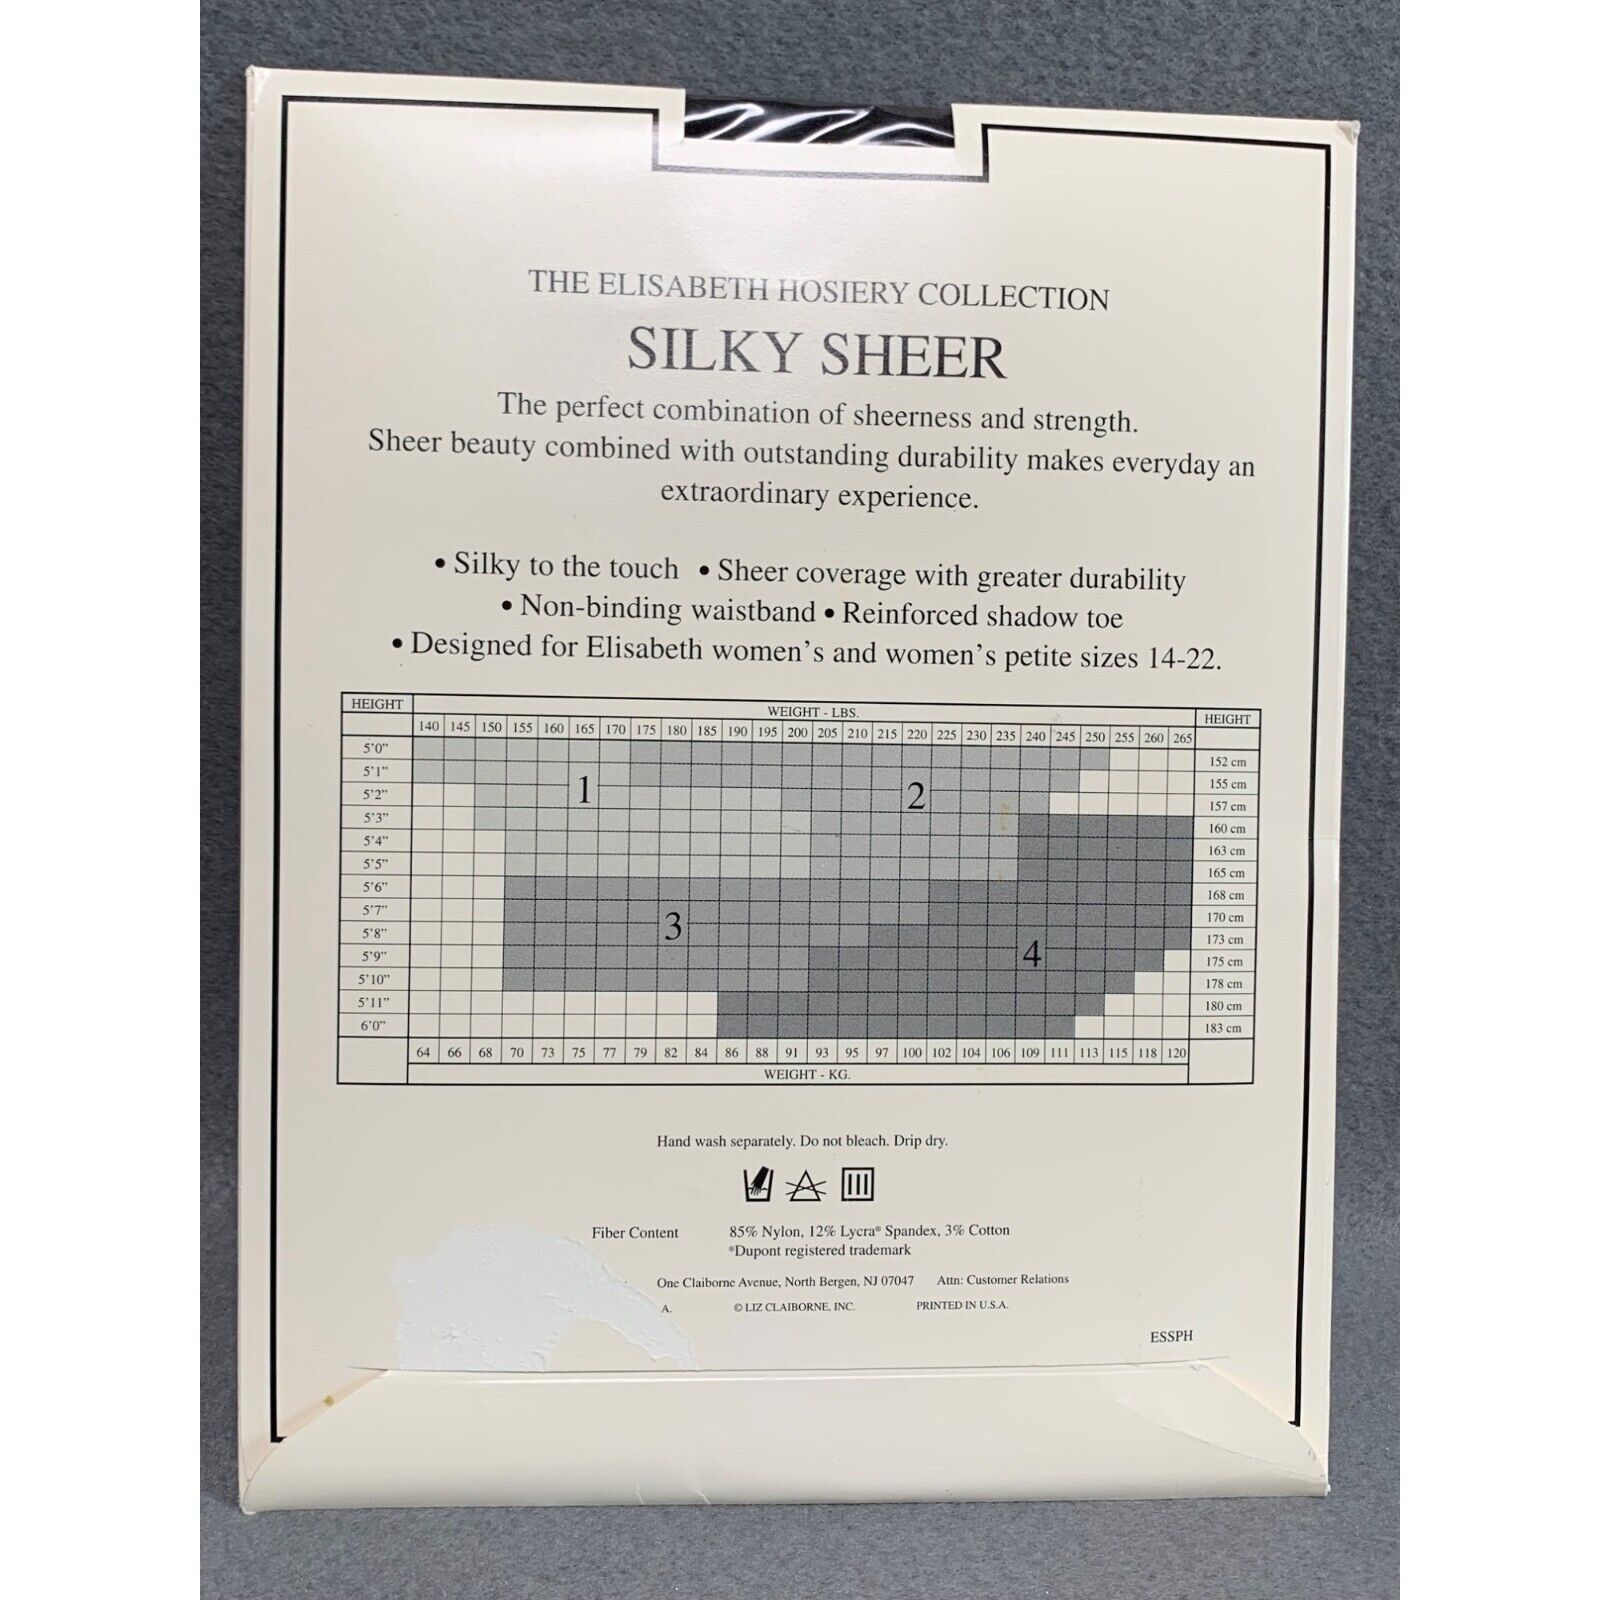 THE ELISABETH HOSIERY COLLECTION
SILKY SHEER
The perfect combination of sheerness and strength.
Sheer beauty combined with outstanding durability makes everyday an
extraordinary experience.
• Silky to the touch • Sheer coverage with greater durability
• Non-binding waistband • Reinforced shadow toe
• Designed for Elisabeth women's and women's petite sizes 14-22.
HEIGHT WEIGHT - LBS. HEIGHT
140 145 150 155 160 165 170 175 180 185 190 195 200 205 210 215 220 225 230 235 240 245 250 255 260 265
5'0" 152 cm
5'1" 155 cm
5'2" 1 2 157 cm
5'3" 160 cm
5'4" 163 cm
5'5" 165 cm
5'6" 168 cm
5'7" 170 cm
5'8" 3 173 cm
5'9" 4 175 cm
5'10" 178 cm
5'11" 180 cm
6'0" 183 cm
64 66 68 70 73 75 77 79 82 84 86 88 91 93 95 97 100 102 104 106 109 111 113 115 118 120
WEIGHT - KG.
Hand wash separately. Do not bleach. Drip dry.
Fiber Content 85% Nylon, 12% Lycra® Spandex, 3% Cotton
®Dupont registered trademark
One Claiborne Avenue, North Bergen, NJ 07047 Attn: Customer Relations
A. © LIZ CLAIBORNE, INC. PRINTED IN U.S.A.
ESSPH